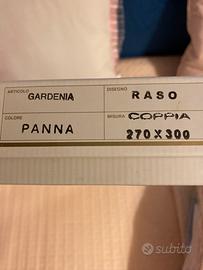 ARTICOLO GARDENIA DISEGNO RASO
COLORE PANNA MISURA COPPIA
270 X 300
subito